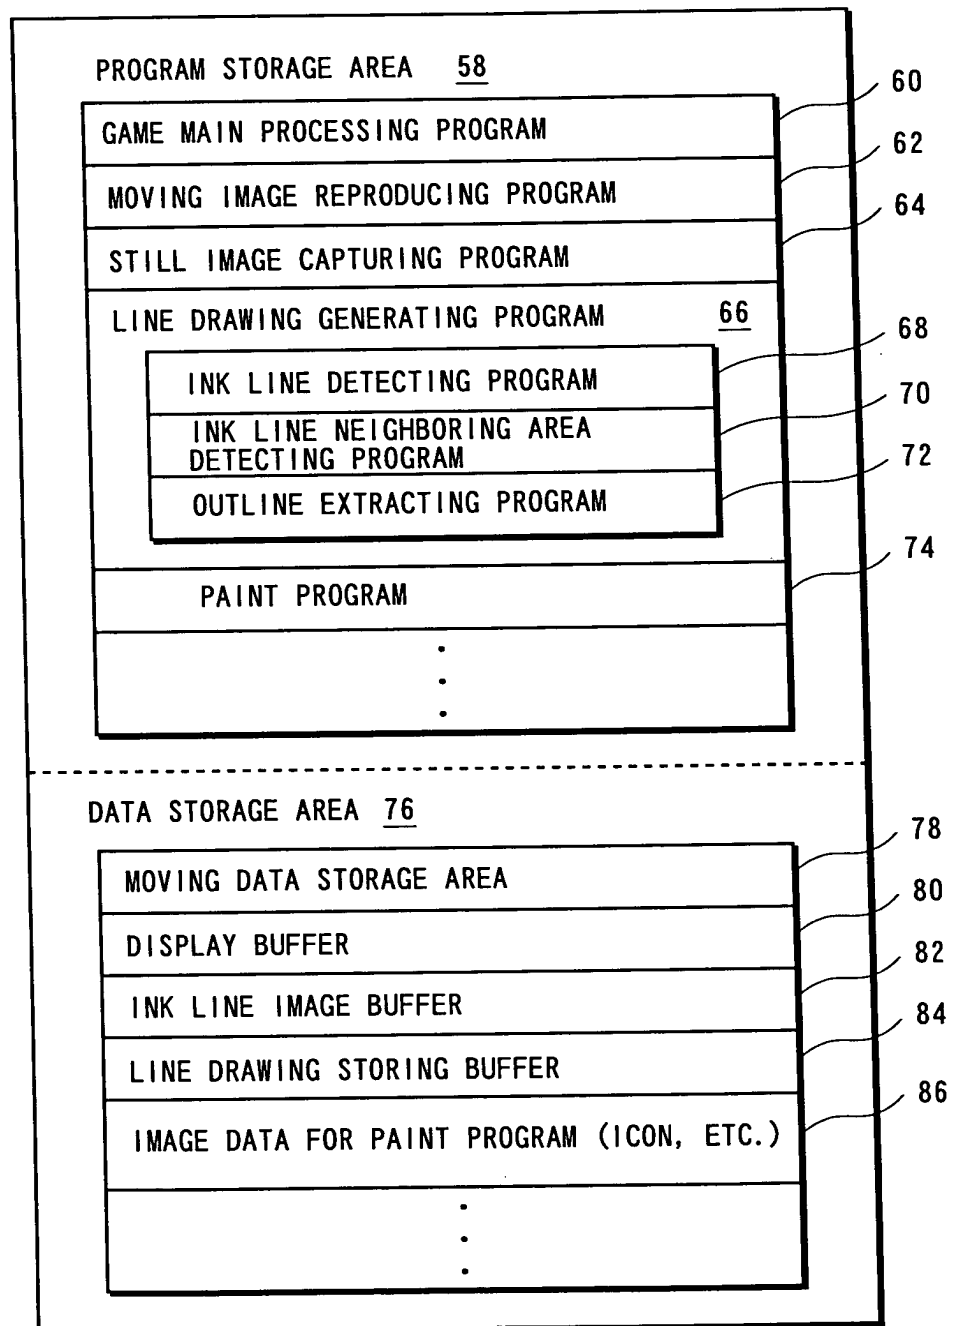 PROGRAM STORAGE AREA 58
60
GAME MAIN PROCESSING PROGRAM
62
MOVING IMAGE REPRODUCING PROGRAM
64
STILL IMAGE CAPTURING PROGRAM
LINE DRAWING GENERATING PROGRAM 66
68
INK LINE DETECTING PROGRAM
70
INK LINE NEIGHBORING AREA
DETECTING PROGRAM
72
OUTLINE EXTRACTING PROGRAM
74
PAINT PROGRAM
DATA STORAGE AREA 76
78
MOVING DATA STORAGE AREA
80
DISPLAY BUFFER
82
INK LINE IMAGE BUFFER
84
LINE DRAWING STORING BUFFER
86
IMAGE DATA FOR PAINT PROGRAM (ICON, ETC.)